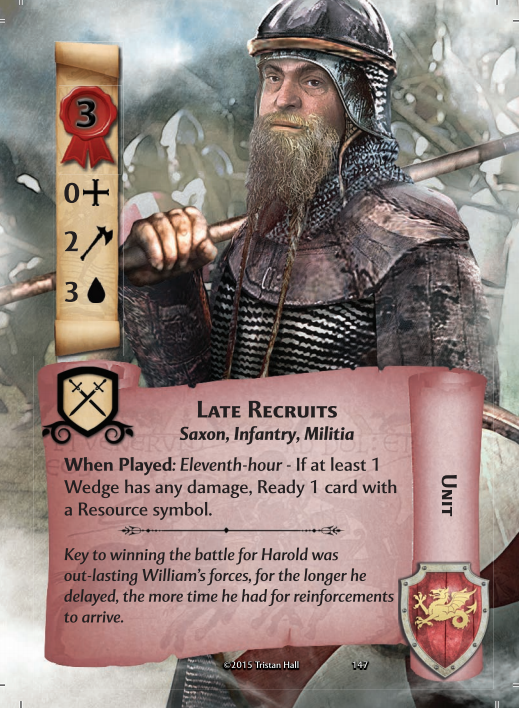 3
0
2
3
Late Recruits
Saxon, Infantry, Militia
When Played: Eleventh-hour - If at least 1
Wedge has any damage, Ready 1 card with
a Resource symbol.
Unit
Key to winning the battle for Harold was
out-lasting William's forces, for the longer he
delayed, the more time he had for reinforcements
to arrive.
©2015 Tristan Hall
147